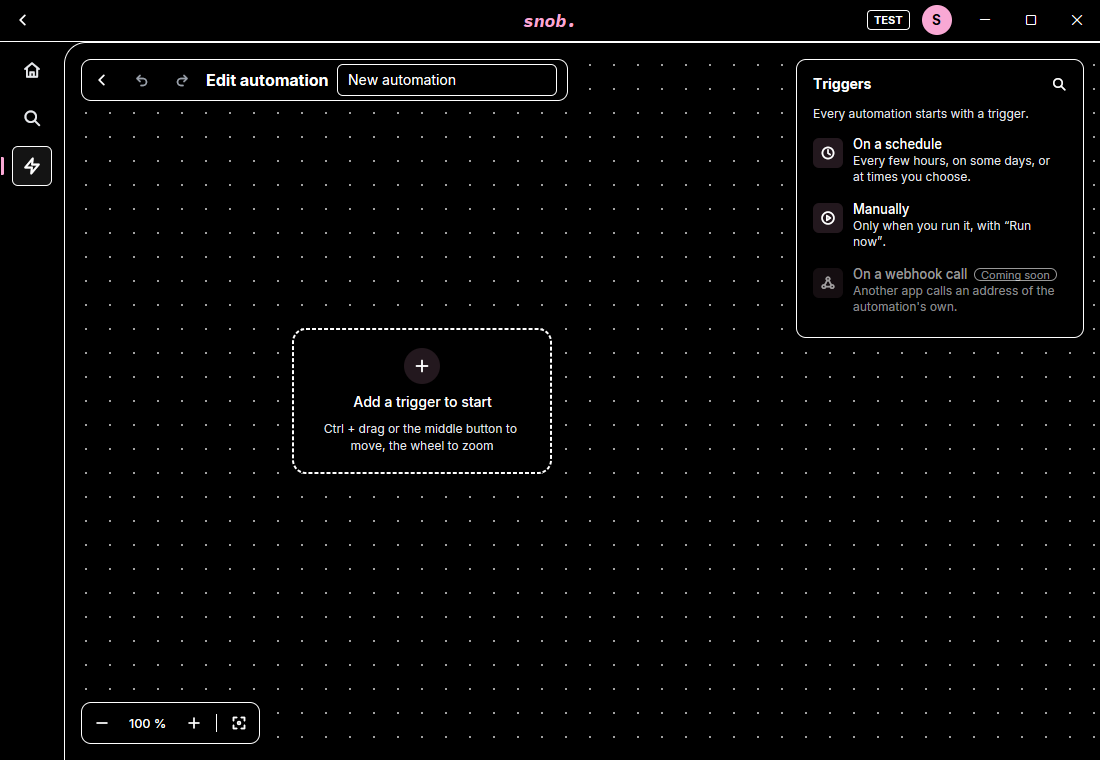 snob.
TEST
S
Edit automation
New automation
Triggers
Every automation starts with a trigger.
On a schedule
Every few hours, on some days, or
at times you choose.
Manually
Only when you run it, with “Run
now”.
On a webhook call Coming soon
Another app calls an address of the
automation's own.
Add a trigger to start
Ctrl + drag or the middle button to
move, the wheel to zoom
100 %